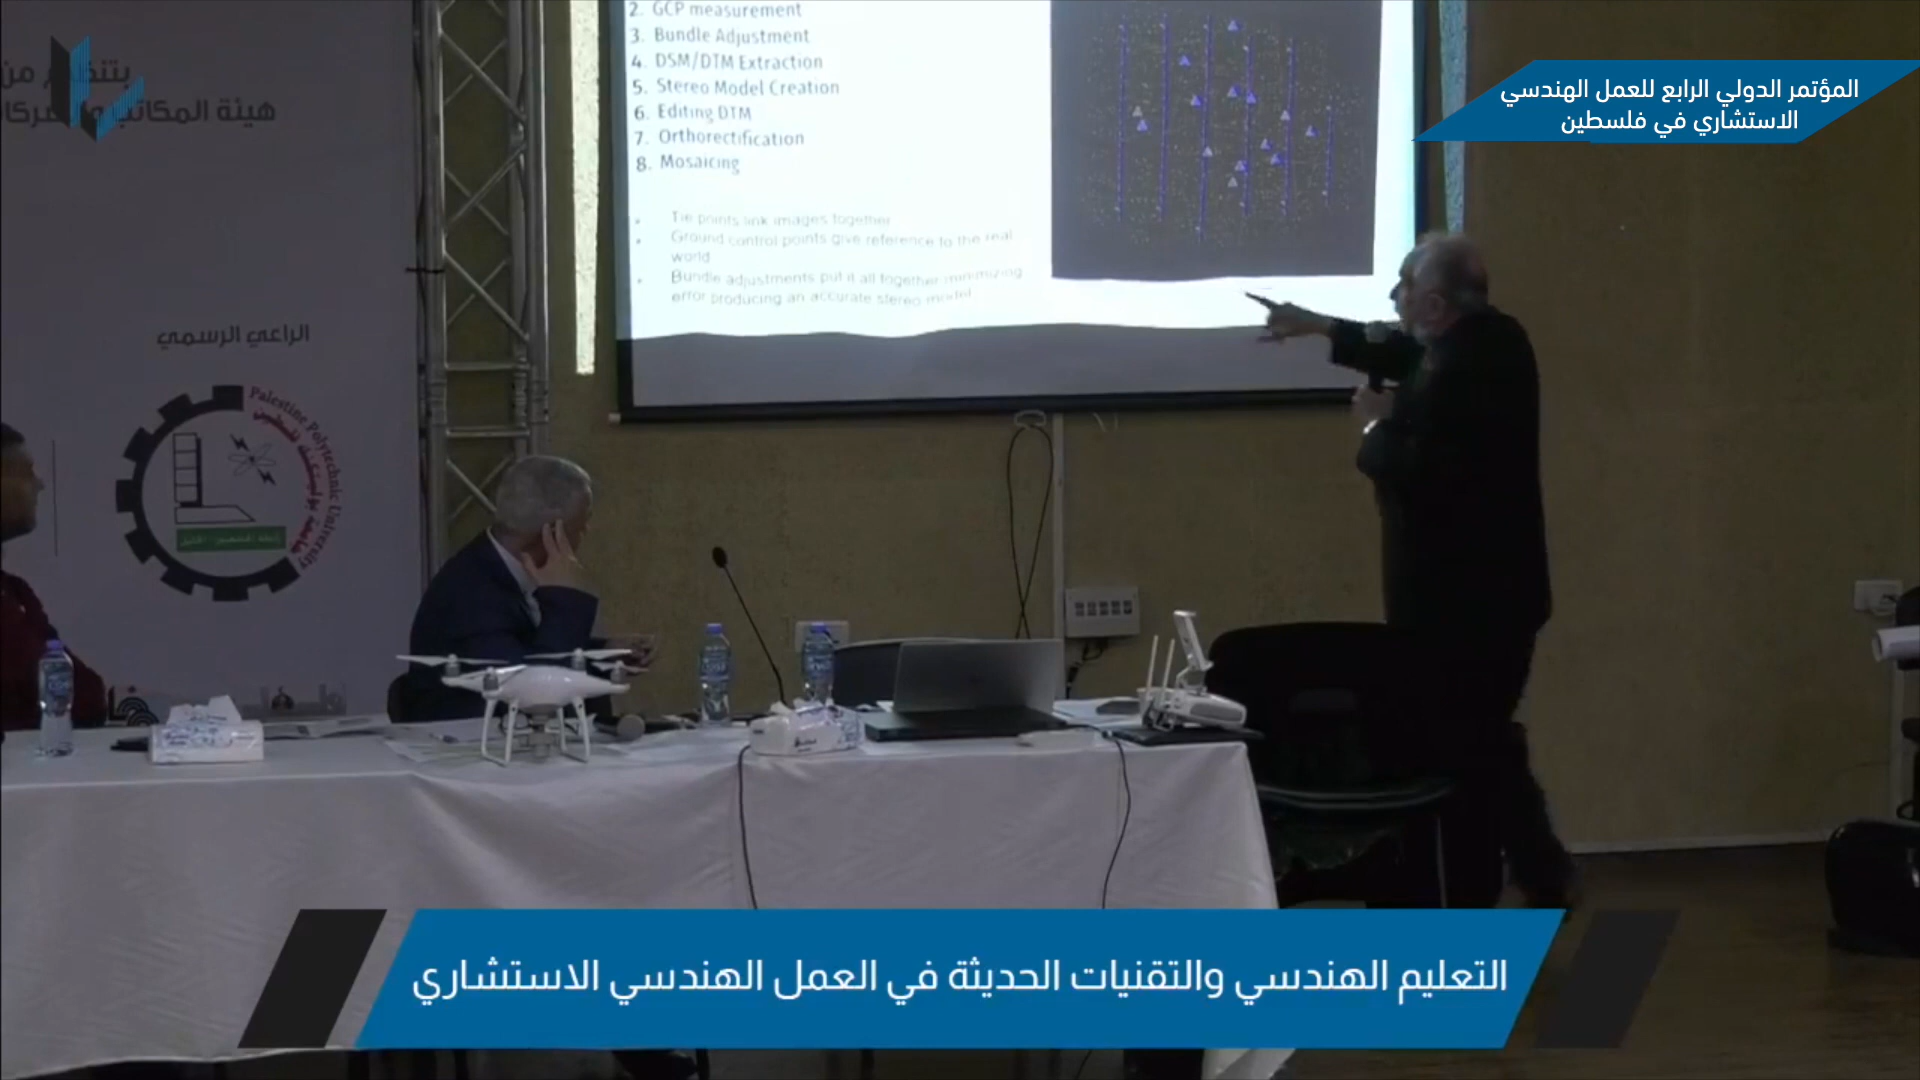 المؤتمر الدولي الرابع للعمل الهندسي
الاستشاري في فلسطين
2. GCP measurement
3. Bundle Adjustment
4. DSM/DTM Extraction
5. Stereo Model Creation
6. Editing DTM
7. Orthorectification
8. Mosaicing
Tie points link images together
Ground control points give reference to the real
world
Bundle adjustments put it all together minimizing
error producing an accurate stereo model
هيئة المكاتب
الراعي الرسمي
Palestine Polytechnic University
جامعة بوليتكنك فلسطين
التعليم الهندسي والتقنيات الحديثة في العمل الهندسي الاستشاري